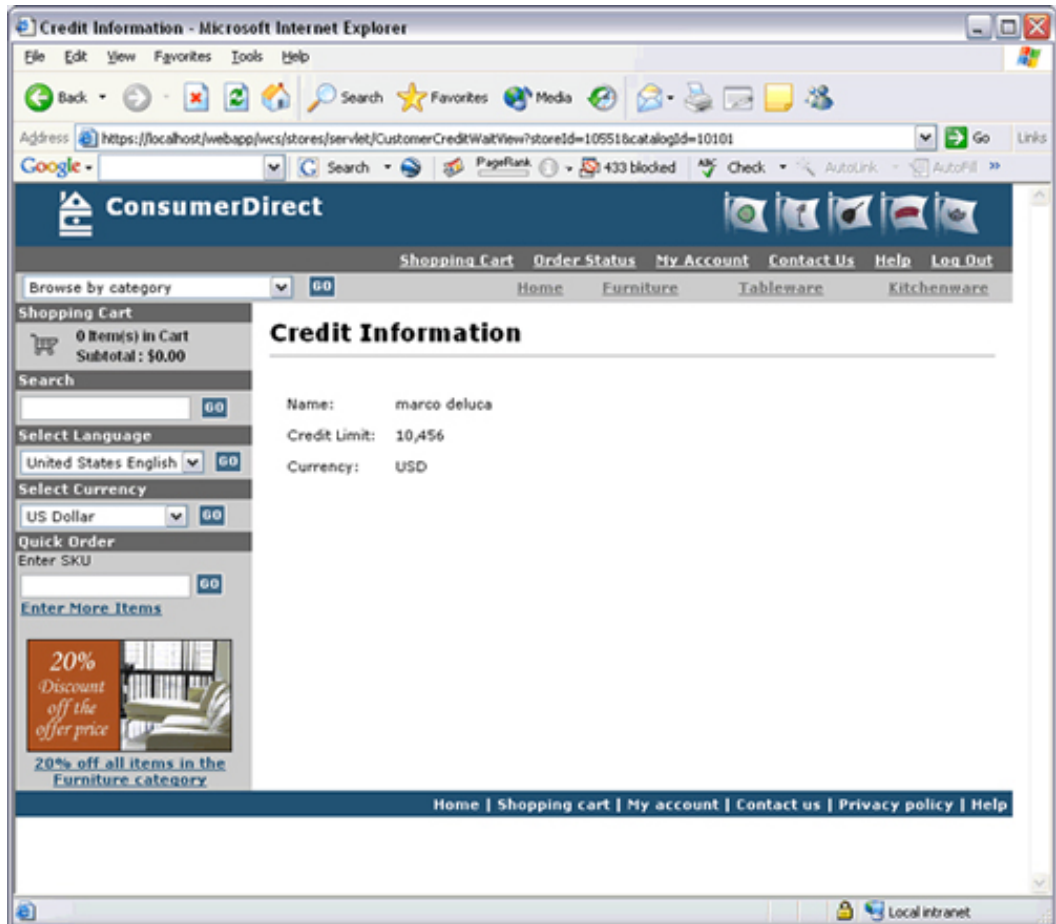 Credit Information - Microsoft Internet Explorer
File Edit View Favorites Tools Help
Back Search Favorites Media
Address https://localhost/webapp/wcs/stores/servlet/CustomerCreditWaitView?storeId=10551&catalogId=10101 Go Links
Google Search PageRank 433 blocked ABC Check AutoLink AutoFill »
ConsumerDirect
Shopping Cart Order Status My Account Contact Us Help Log Out
Browse by category GO Home Furniture Tableware Kitchenware
Shopping Cart
0 Item(s) in Cart
Subtotal : $0.00
Credit Information
Search
GO
Name: marco deluca
Select Language
Credit Limit: 10,456
United States English GO
Currency: USD
Select Currency
US Dollar GO
Quick Order
Enter SKU
GO
Enter More Items
20%
Discount
off the
offer price
20% off all items in the
Furniture category
Home | Shopping cart | My account | Contact us | Privacy policy | Help
Local intranet